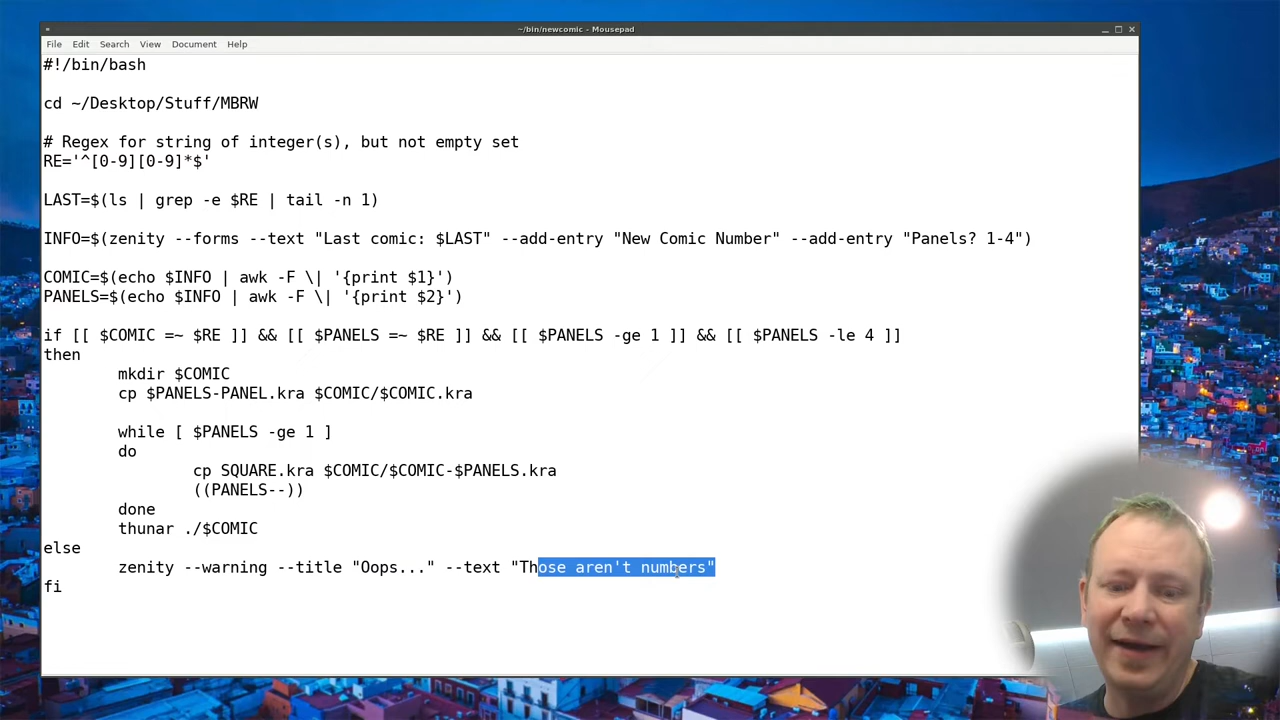 ~/bin/newcomic - Mousepad
File Edit Search View Document Help
#!/bin/bash
cd ~/Desktop/Stuff/MBRW
# Regex for string of integer(s), but not empty set
RE='^[0-9][0-9]*$'
LAST=$(ls | grep -e $RE | tail -n 1)
INFO=$(zenity --forms --text "Last comic: $LAST" --add-entry "New Comic Number" --add-entry "Panels? 1-4")
COMIC=$(echo $INFO | awk -F \| '{print $1}')
PANELS=$(echo $INFO | awk -F \| '{print $2}')
if [[ $COMIC =~ $RE ]] && [[ $PANELS =~ $RE ]] && [[ $PANELS -ge 1 ]] && [[ $PANELS -le 4 ]]
then
mkdir $COMIC
cp $PANELS-PANEL.kra $COMIC/$COMIC.kra
while [ $PANELS -ge 1 ]
do
cp SQUARE.kra $COMIC/$COMIC-$PANELS.kra
((PANELS--))
done
thunar ./$COMIC
else
zenity --warning --title "Oops..." --text "Those aren't numbers"
fi